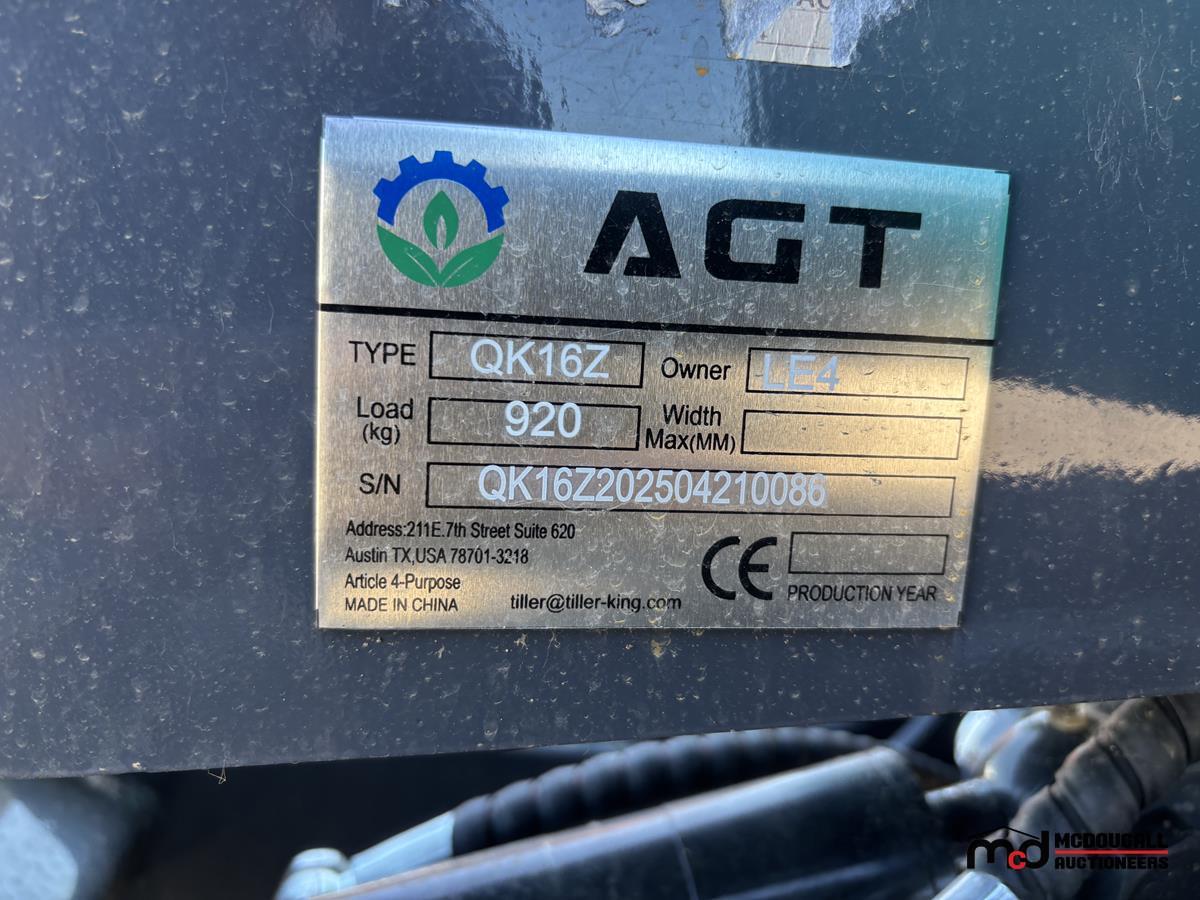 AGT
TYPE QK16Z Owner LE4
Load (kg) 920 Width Max(MM)
S/N QK16Z202504210086
Address:211E.7th Street Suite 620
Austin TX,USA 78701-3218
Article 4-Purpose
MADE IN CHINA
tiller@tiller-king.com
CE
PRODUCTION YEAR
mcd MCDOUGALL
AUCTIONEERS